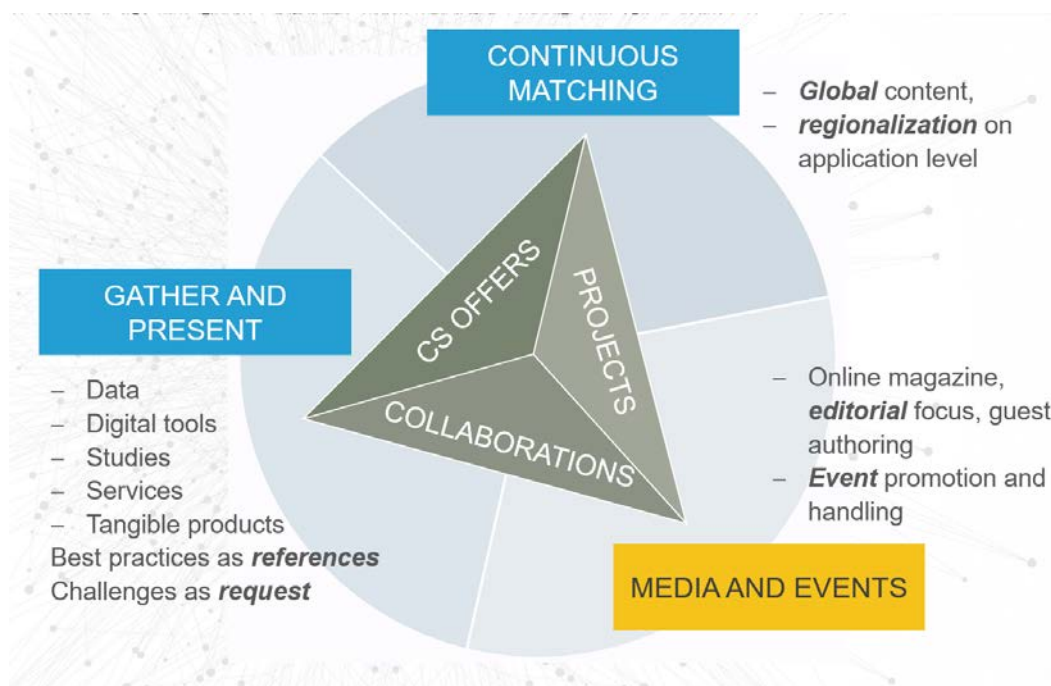 CONTINUOUS
MATCHING
– Global content,
– regionalization on
application level
GATHER AND
PRESENT
– Data
– Digital tools
– Studies
– Services
– Tangible products
Best practices as references
Challenges as request
CS OFFERS
PROJECTS
COLLABORATIONS
– Online magazine,
editorial focus, guest
authoring
– Event promotion and
handling
MEDIA AND EVENTS